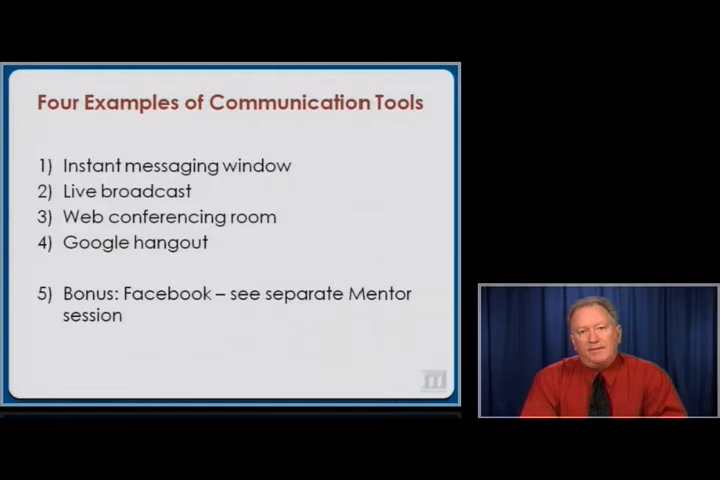 Four Examples of Communication Tools
1) Instant messaging window
2) Live broadcast
3) Web conferencing room
4) Google hangout
5) Bonus: Facebook – see separate Mentor
session